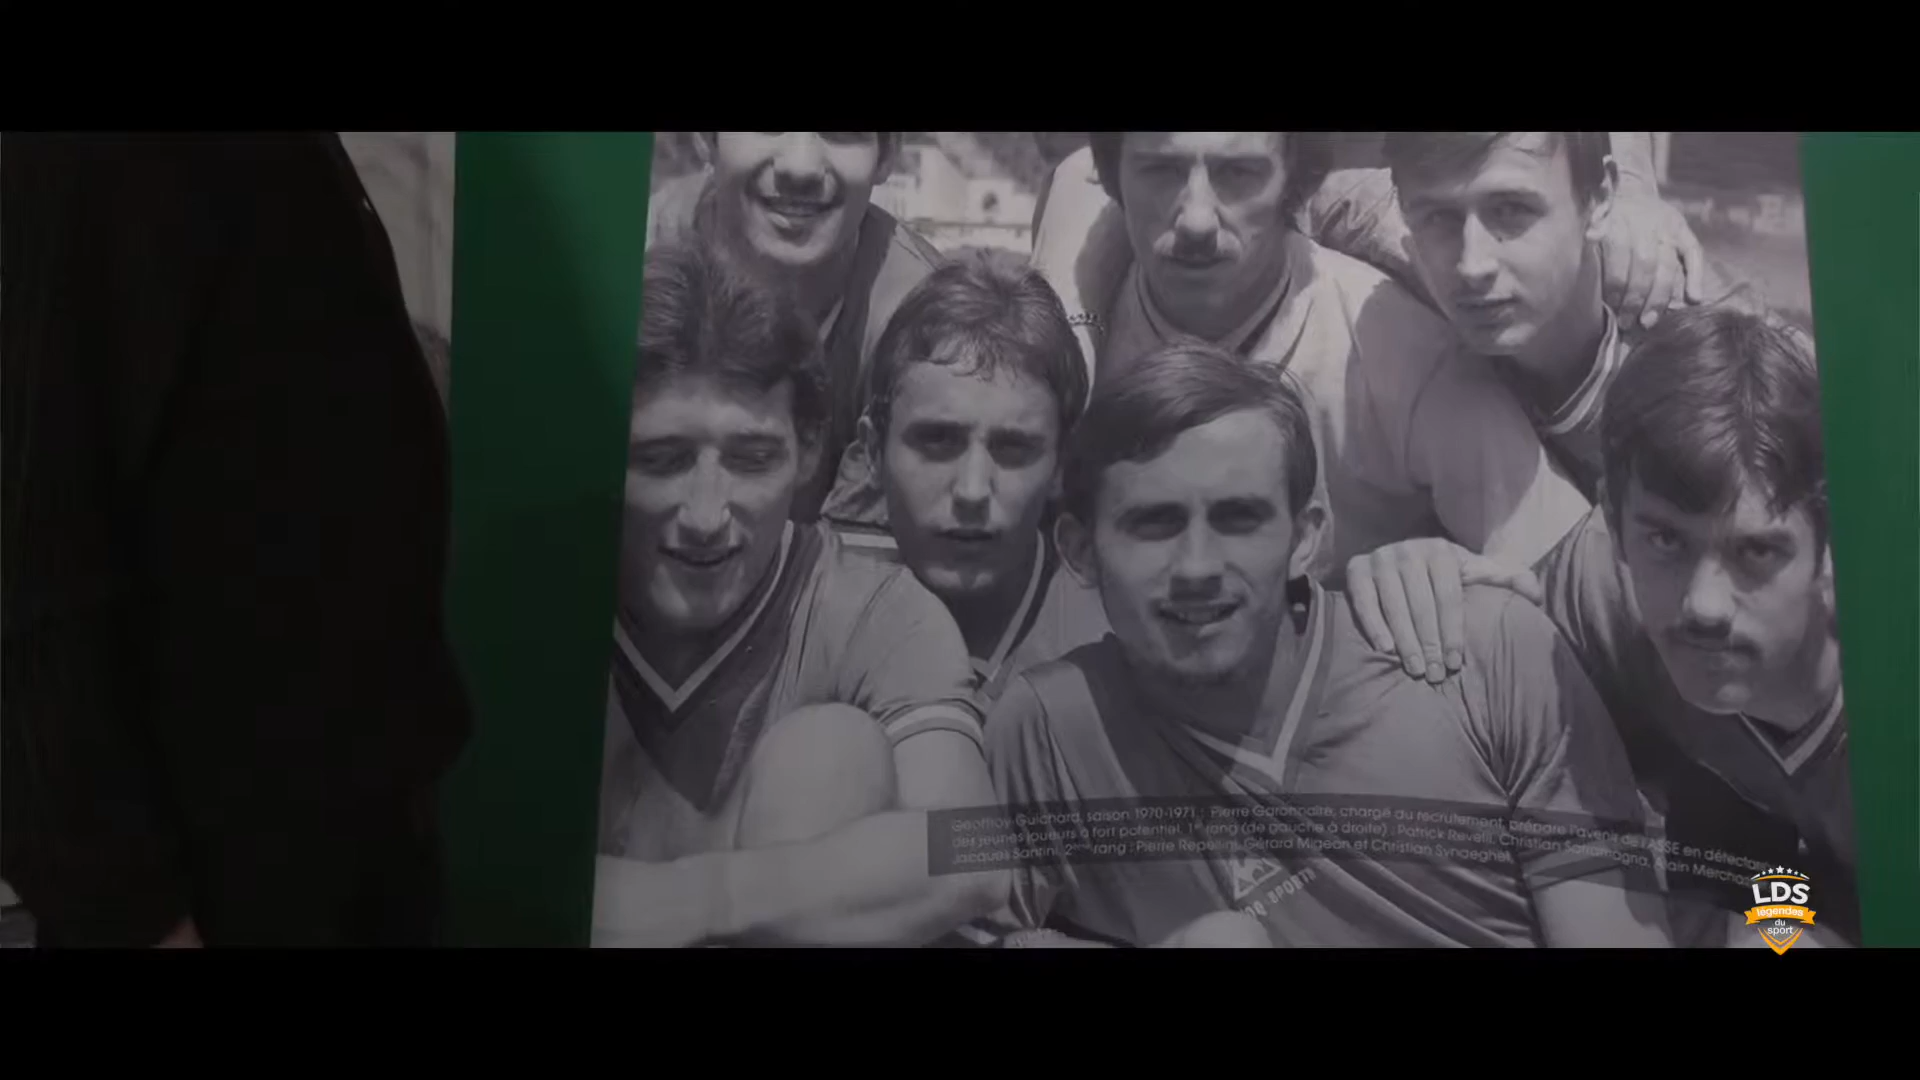 Geoffroy-Guichard, saison 1970-1971 : Pierre Garonnaire, chargé du recrutement, prépare l'avenir de l'ASSE en détectant
des jeunes joueurs à fort potentiel. 1er rang (de gauche à droite) : Patrick Revelli, Christian Sarramagna, Alain Merchadier
Jacques Santini. 2ème rang : Pierre Repellini, Gérard Migeon et Christian Synaeghel
SPORTIF
LDS
légendes
du
sport